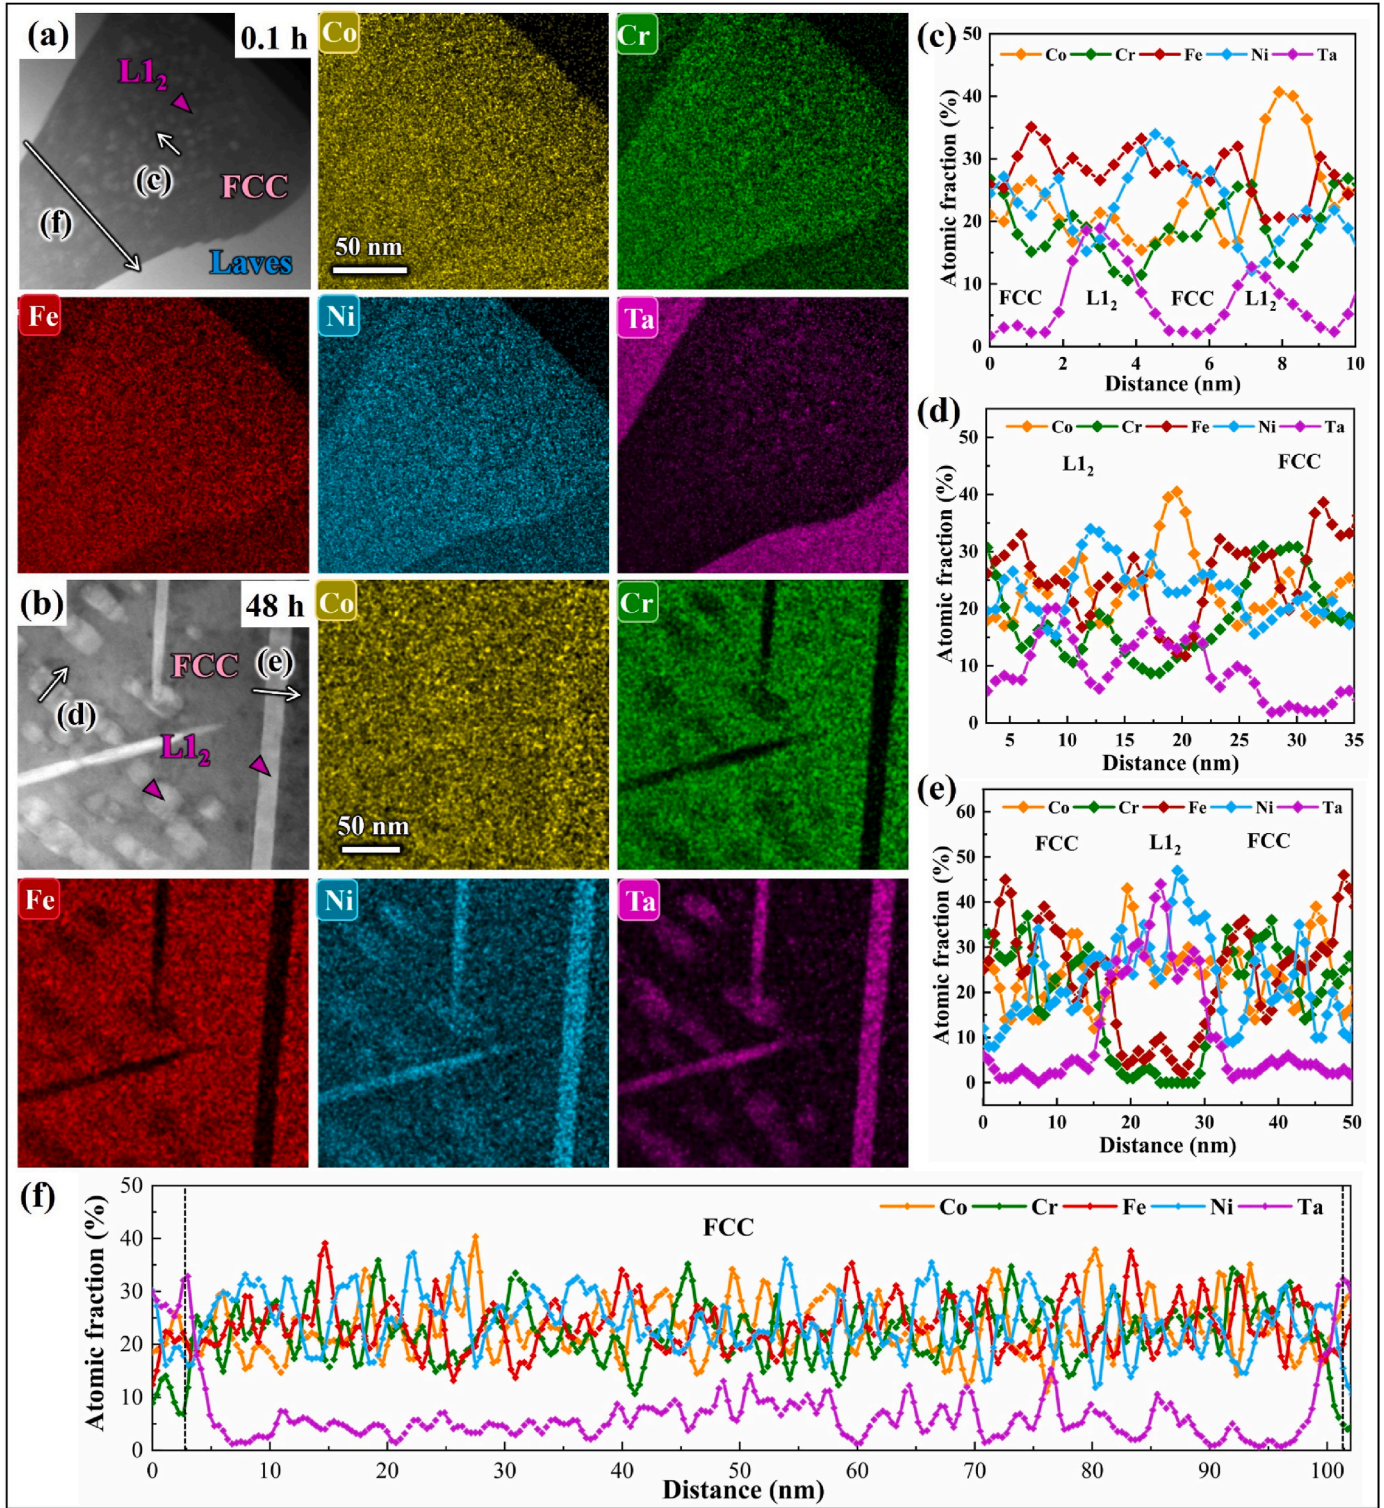 (a)
0.1 h
L1₂
(c)
FCC
(f)
Laves
Co
50 nm
Cr
Fe
Ni
Ta
(b)
48 h
FCC
(e)
(d)
L1₂
Co
50 nm
Cr
Fe
Ni
Ta
(c)
Co Cr Fe Ni Ta
Atomic fraction (%)
50
40
30
20
10
0
FCC L1₂ FCC L1₂
0 2 4 6 8 10
Distance (nm)
(d)
Co Cr Fe Ni Ta
L1₂ FCC
Atomic fraction (%)
50
40
30
20
10
0
5 10 15 20 25 30 35
Distance (nm)
(e)
Co Cr Fe Ni Ta
FCC L1₂ FCC
Atomic fraction (%)
60
50
40
30
20
10
0
0 10 20 30 40 50
Distance (nm)
(f)
Co Cr Fe Ni Ta
FCC
Atomic fraction (%)
50
40
30
20
10
0
0 10 20 30 40 50 60 70 80 90 100
Distance (nm)